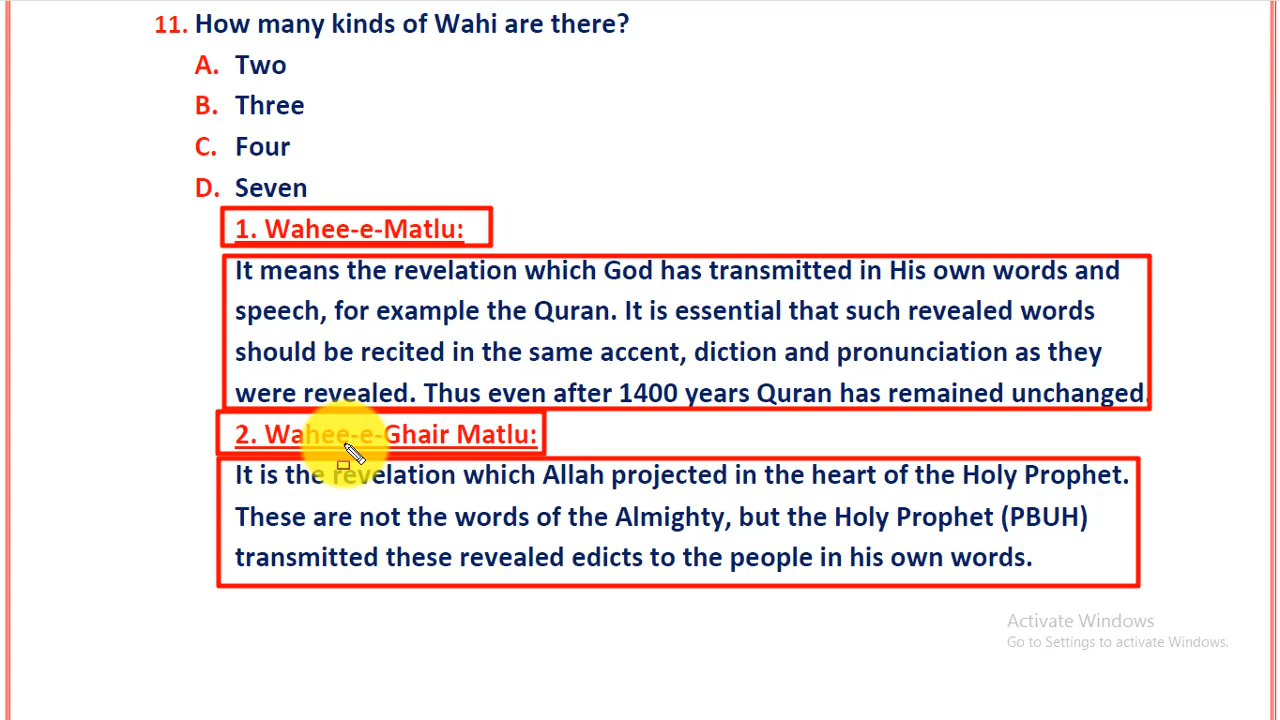 11. How many kinds of Wahi are there?
A. Two
B. Three
C. Four
D. Seven
1. Wahee-e-Matlu:
It means the revelation which God has transmitted in His own words and
speech, for example the Quran. It is essential that such revealed words
should be recited in the same accent, diction and pronunciation as they
were revealed. Thus even after 1400 years Quran has remained unchanged.
2. Wahee-e-Ghair Matlu:
It is the revelation which Allah projected in the heart of the Holy Prophet.
These are not the words of the Almighty, but the Holy Prophet (PBUH)
transmitted these revealed edicts to the people in his own words.
Activate Windows
Go to Settings to activate Windows.